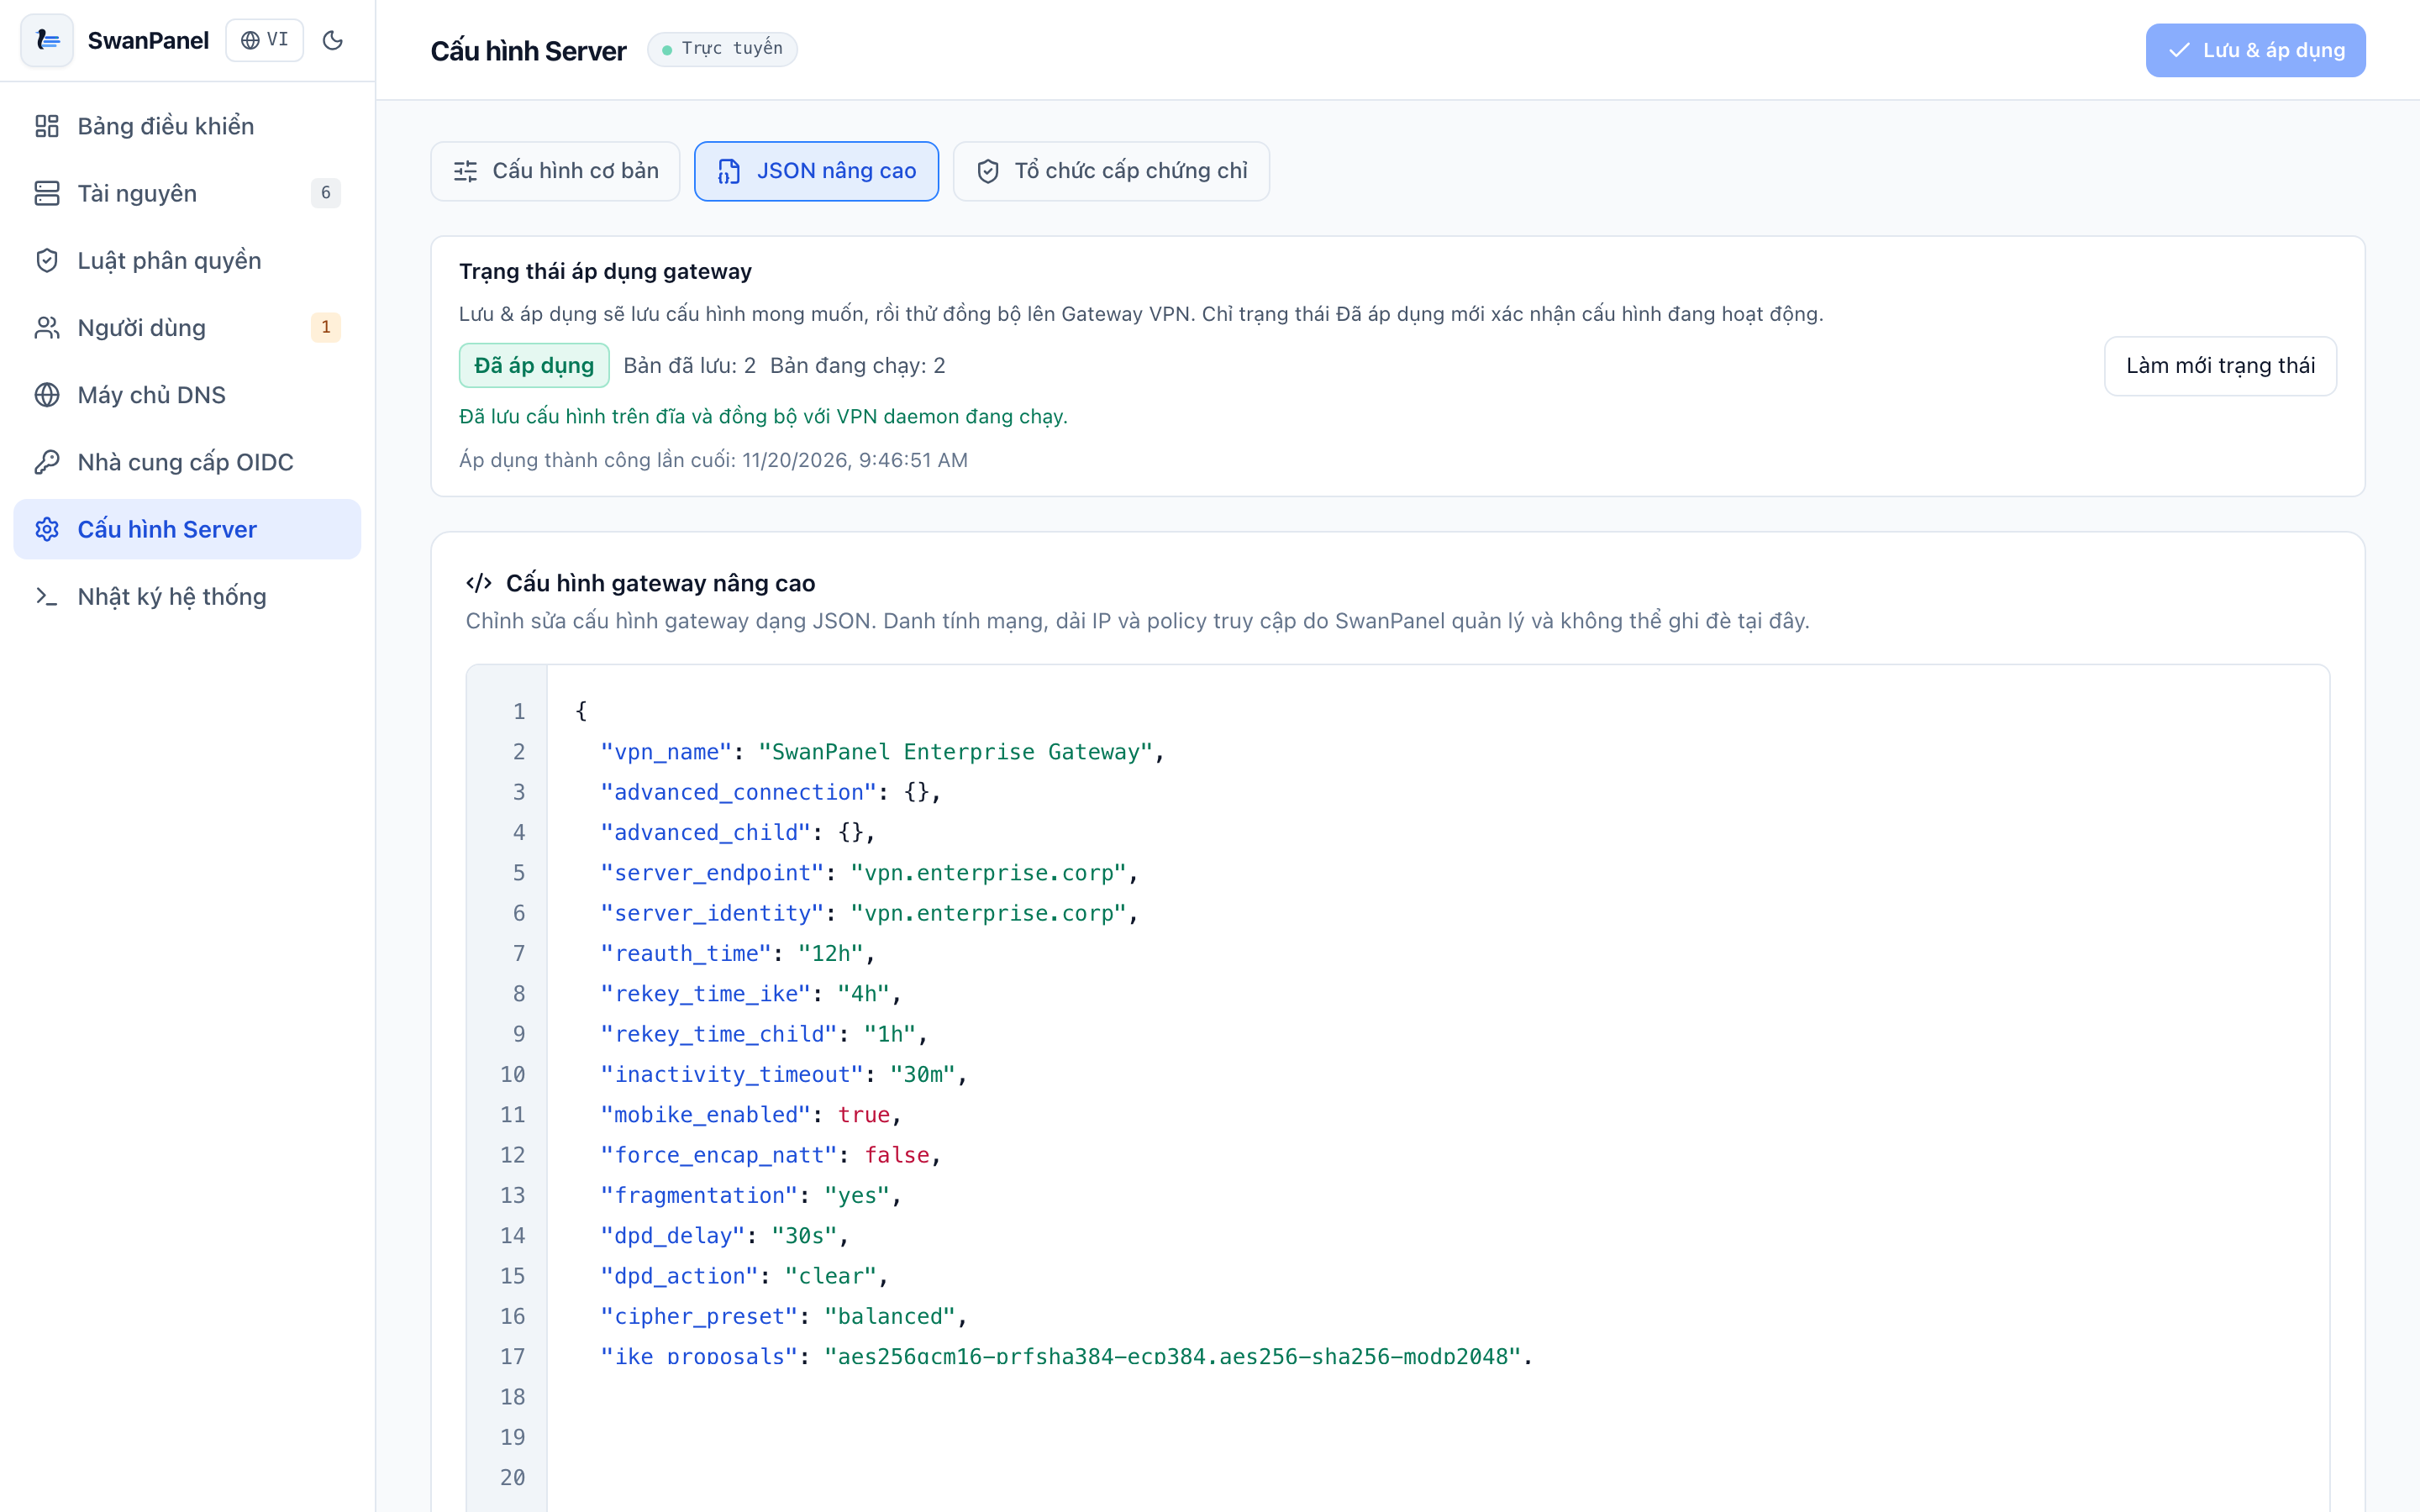 SwanPanel
VI
Cấu hình Server
Trực tuyến
Lưu & áp dụng
Bảng điều khiển
Tài nguyên
6
Luật phân quyền
Người dùng
1
Máy chủ DNS
Nhà cung cấp OIDC
Cấu hình Server
Nhật ký hệ thống
Cấu hình cơ bản
JSON nâng cao
Tổ chức cấp chứng chỉ
Trạng thái áp dụng gateway
Lưu & áp dụng sẽ lưu cấu hình mong muốn, rồi thử đồng bộ lên Gateway VPN. Chỉ trạng thái Đã áp dụng mới xác nhận cấu hình đang hoạt động.
Đã áp dụng Bản đã lưu: 2 Bản đang chạy: 2
Làm mới trạng thái
Đã lưu cấu hình trên đĩa và đồng bộ với VPN daemon đang chạy.
Áp dụng thành công lần cuối: 11/20/2026, 9:46:51 AM
Cấu hình gateway nâng cao
Chỉnh sửa cấu hình gateway dạng JSON. Danh tính mạng, dải IP và policy truy cập do SwanPanel quản lý và không thể ghi đè tại đây.
1 {
2 "vpn_name": "SwanPanel Enterprise Gateway",
3 "advanced_connection": {},
4 "advanced_child": {},
5 "server_endpoint": "vpn.enterprise.corp",
6 "server_identity": "vpn.enterprise.corp",
7 "reauth_time": "12h",
8 "rekey_time_ike": "4h",
9 "rekey_time_child": "1h",
10 "inactivity_timeout": "30m",
11 "mobike_enabled": true,
12 "force_encap_natt": false,
13 "fragmentation": "yes",
14 "dpd_delay": "30s",
15 "dpd_action": "clear",
16 "cipher_preset": "balanced",
17 "ike_proposals": "aes256gcm16-prfsha384-ecp384,aes256-sha256-modp2048",
18
19
20